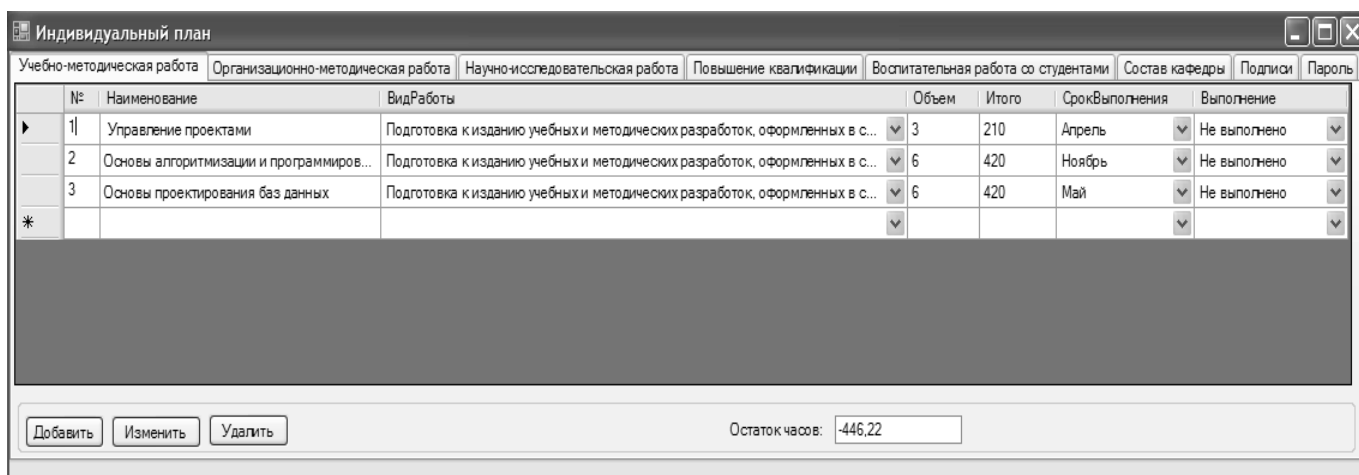 Индивидуальный план
Учебно-методическая работа Организационно-методическая работа Научно-исследовательская работа Повышение квалификации Воспитательная работа со студентами Состав кафедры Подписи Пароль
№ Наименование ВидРаботы Объем Итого СрокВыполнения Выполнение
1 Управление проектами Подготовка к изданию учебных и методических разработок, оформленных в с... 3 210 Апрель Не выполнено
2 Основы алгоритмизации и программиров... Подготовка к изданию учебных и методических разработок, оформленных в с... 6 420 Ноябрь Не выполнено
3 Основы проектирования баз данных Подготовка к изданию учебных и методических разработок, оформленных в с... 6 420 Май Не выполнено
Добавить Изменить Удалить Остаток часов: -446,22